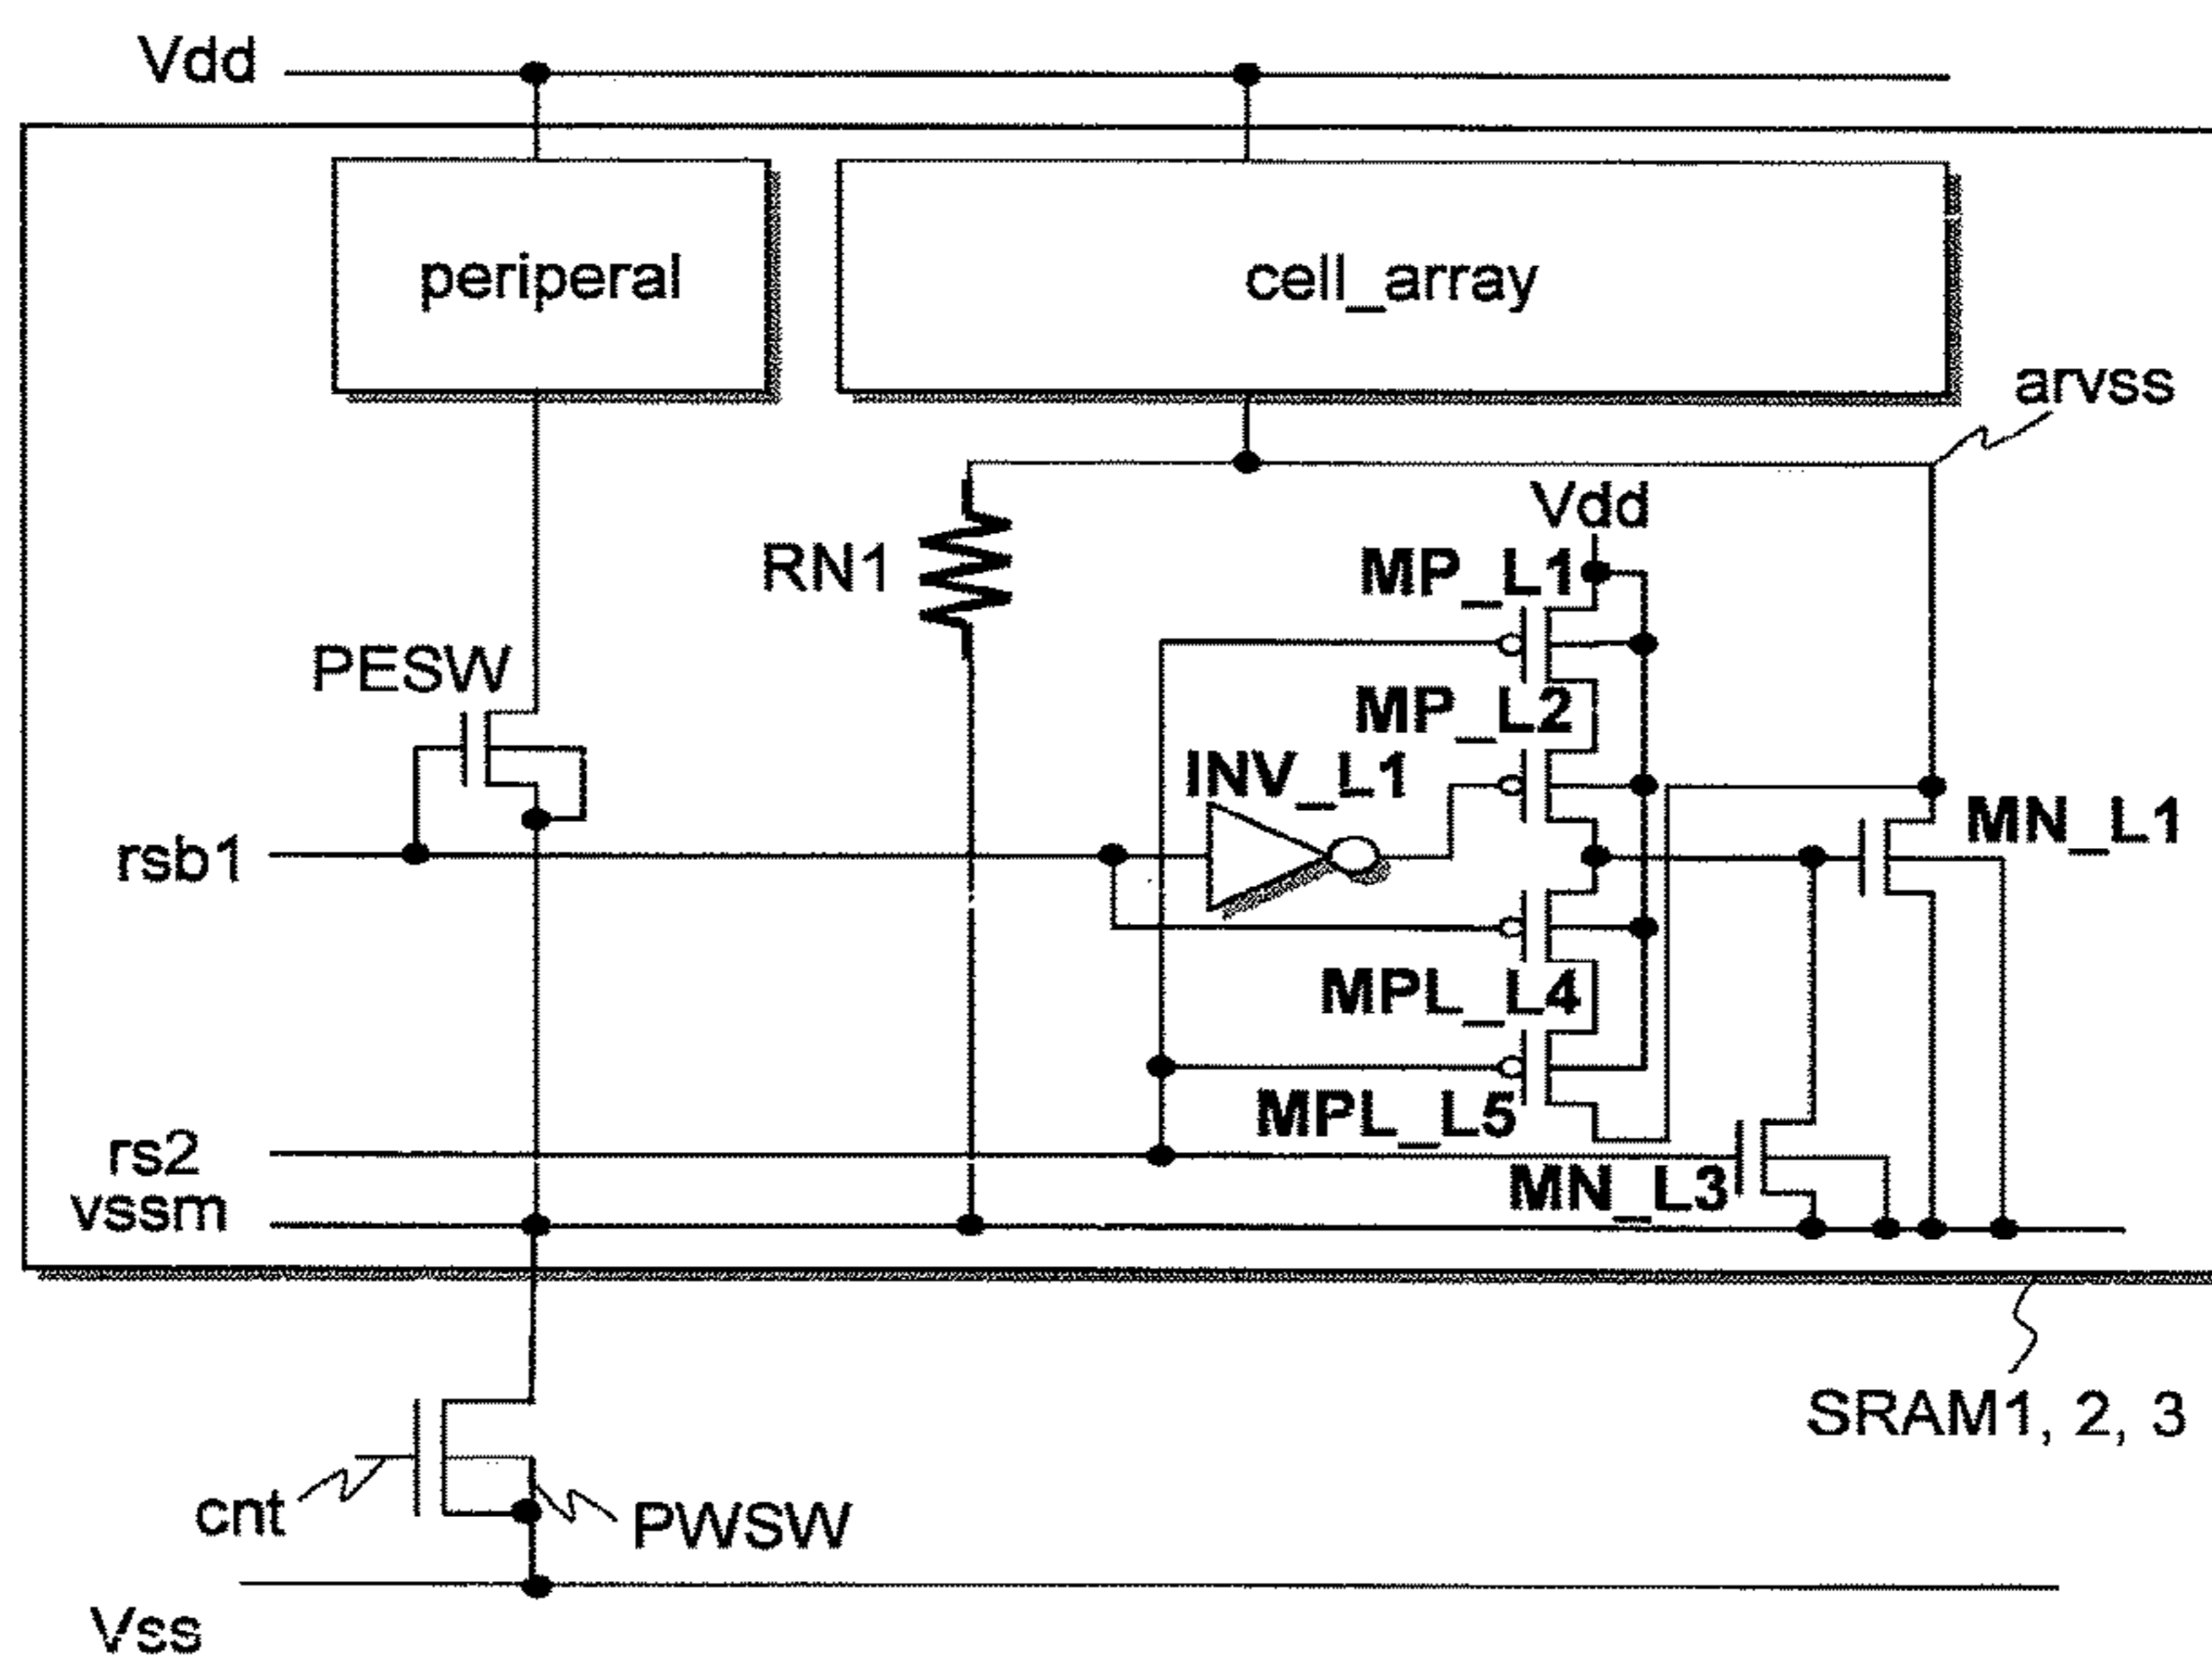 Vdd
periperal
cell_array
arvss
Vdd
RN1
MP_L1
PESW
MP_L2
INV_L1
MN_L1
rsb1
MPL_L4
MPL_L5
rs2
MN_L3
vssm
SRAM1, 2, 3
cnt
PWSW
Vss